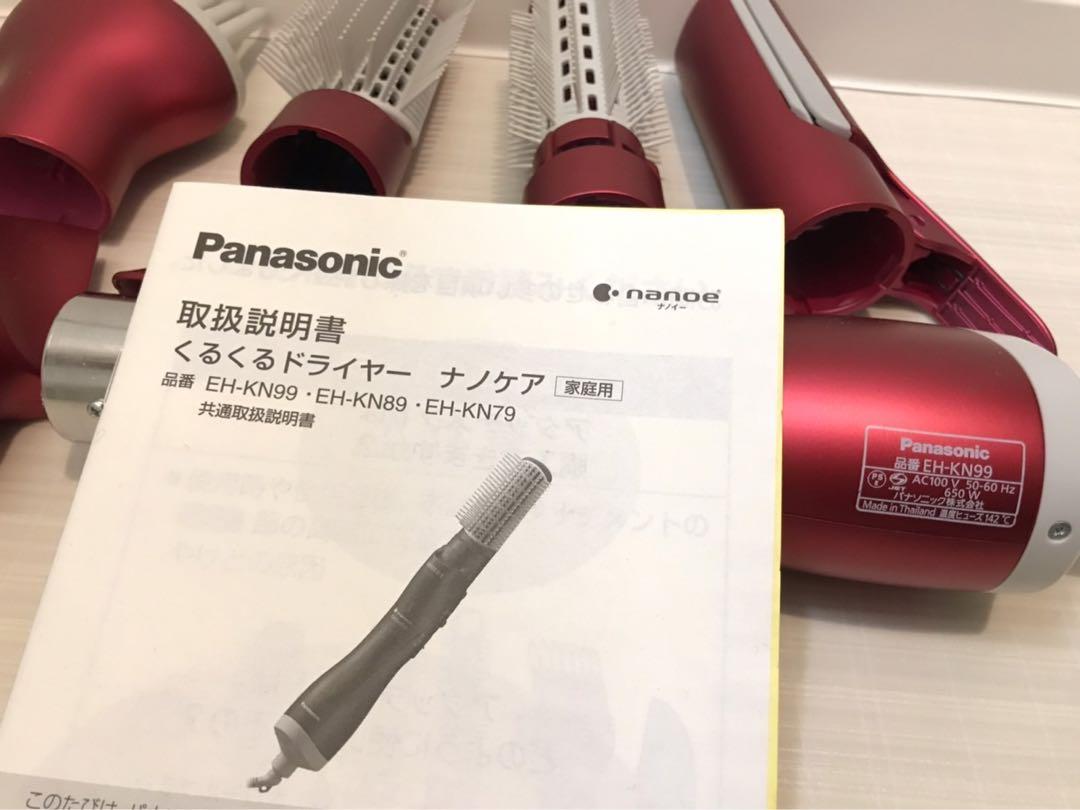 Panasonic®
nanoe®
ナノイー
取扱説明書
くるくるドライヤー ナノケア 家庭用
品番 EH-KN99・EH-KN89・EH-KN79
共通取扱説明書
Panasonic
品番 EH-KN99
PS E JET AC100 V 50-60 Hz
650 W
パナソニック株式会社
Made in Thailand 温度ヒューズ142 ℃